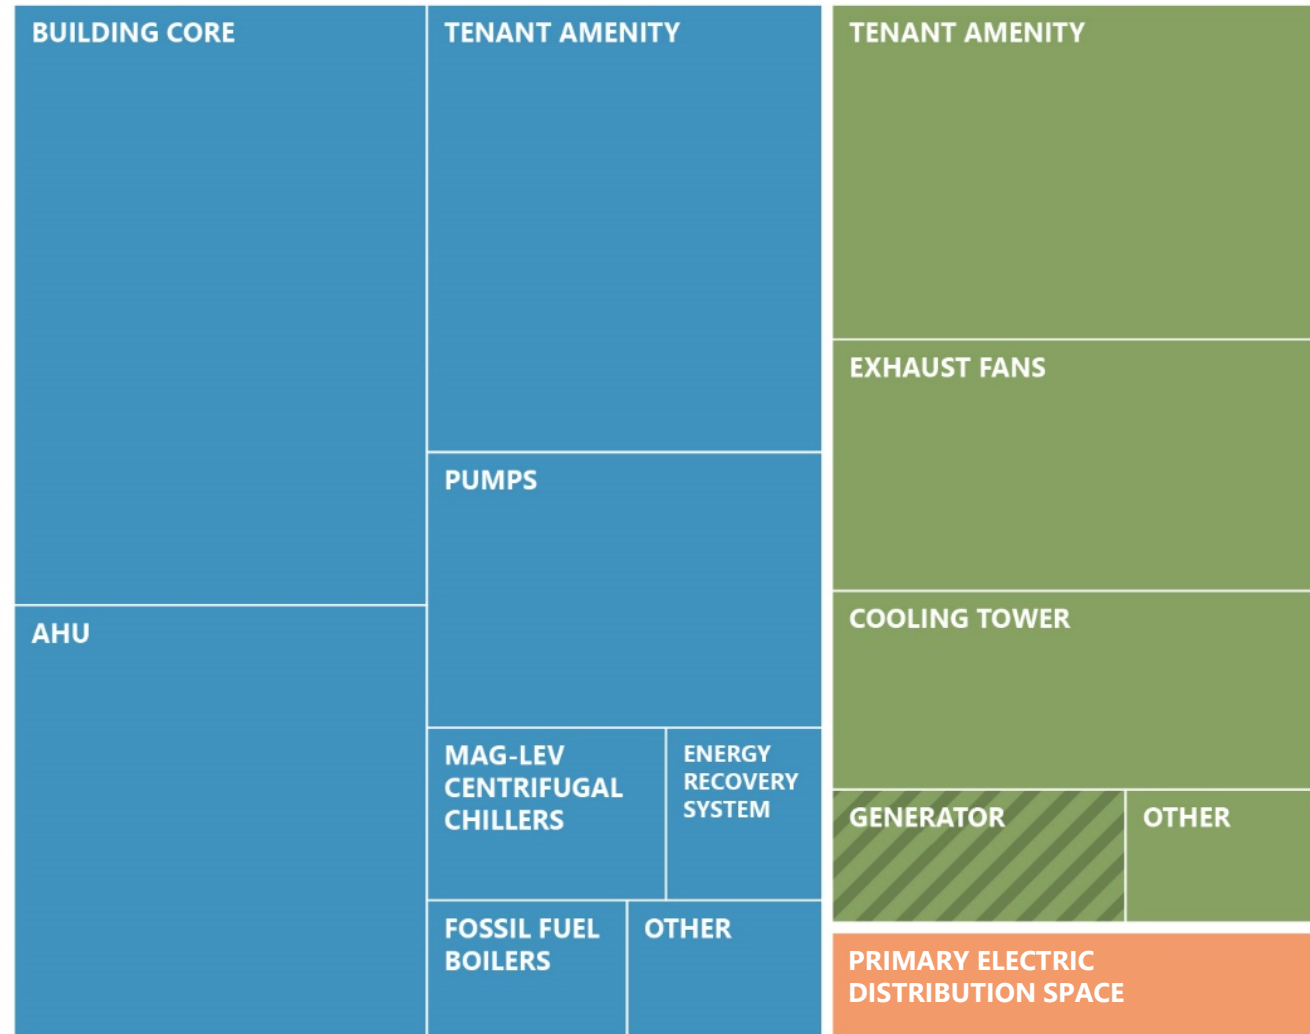 BUILDING CORE
AHU
TENANT AMENITY
PUMPS
MAG-LEV
CENTRIFUGAL
CHILLERS
ENERGY
RECOVERY
SYSTEM
FOSSIL FUEL
BOILERS
OTHER
TENANT AMENITY
EXHAUST FANS
COOLING TOWER
GENERATOR
OTHER
PRIMARY ELECTRIC
DISTRIBUTION SPACE